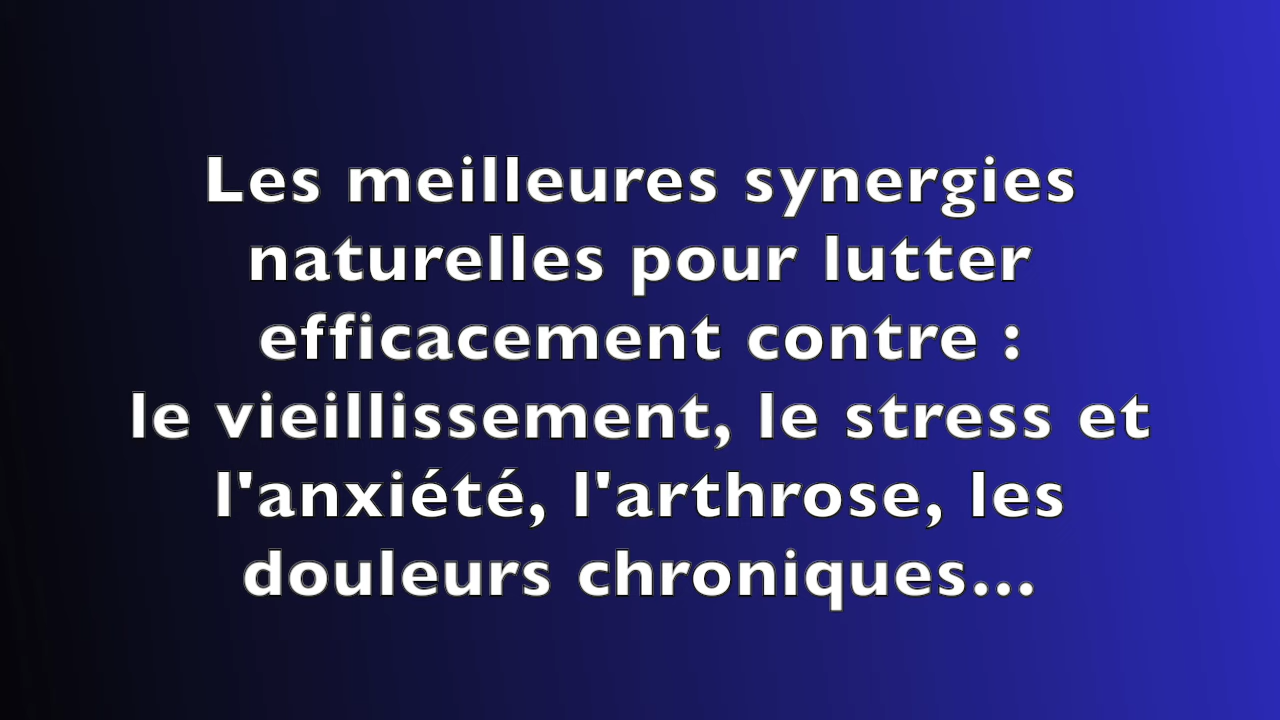 Les meilleures synergies
naturelles pour lutter
efficacement contre :
le vieillissement, le stress et
l'anxiété, l'arthrose, les
douleurs chroniques...